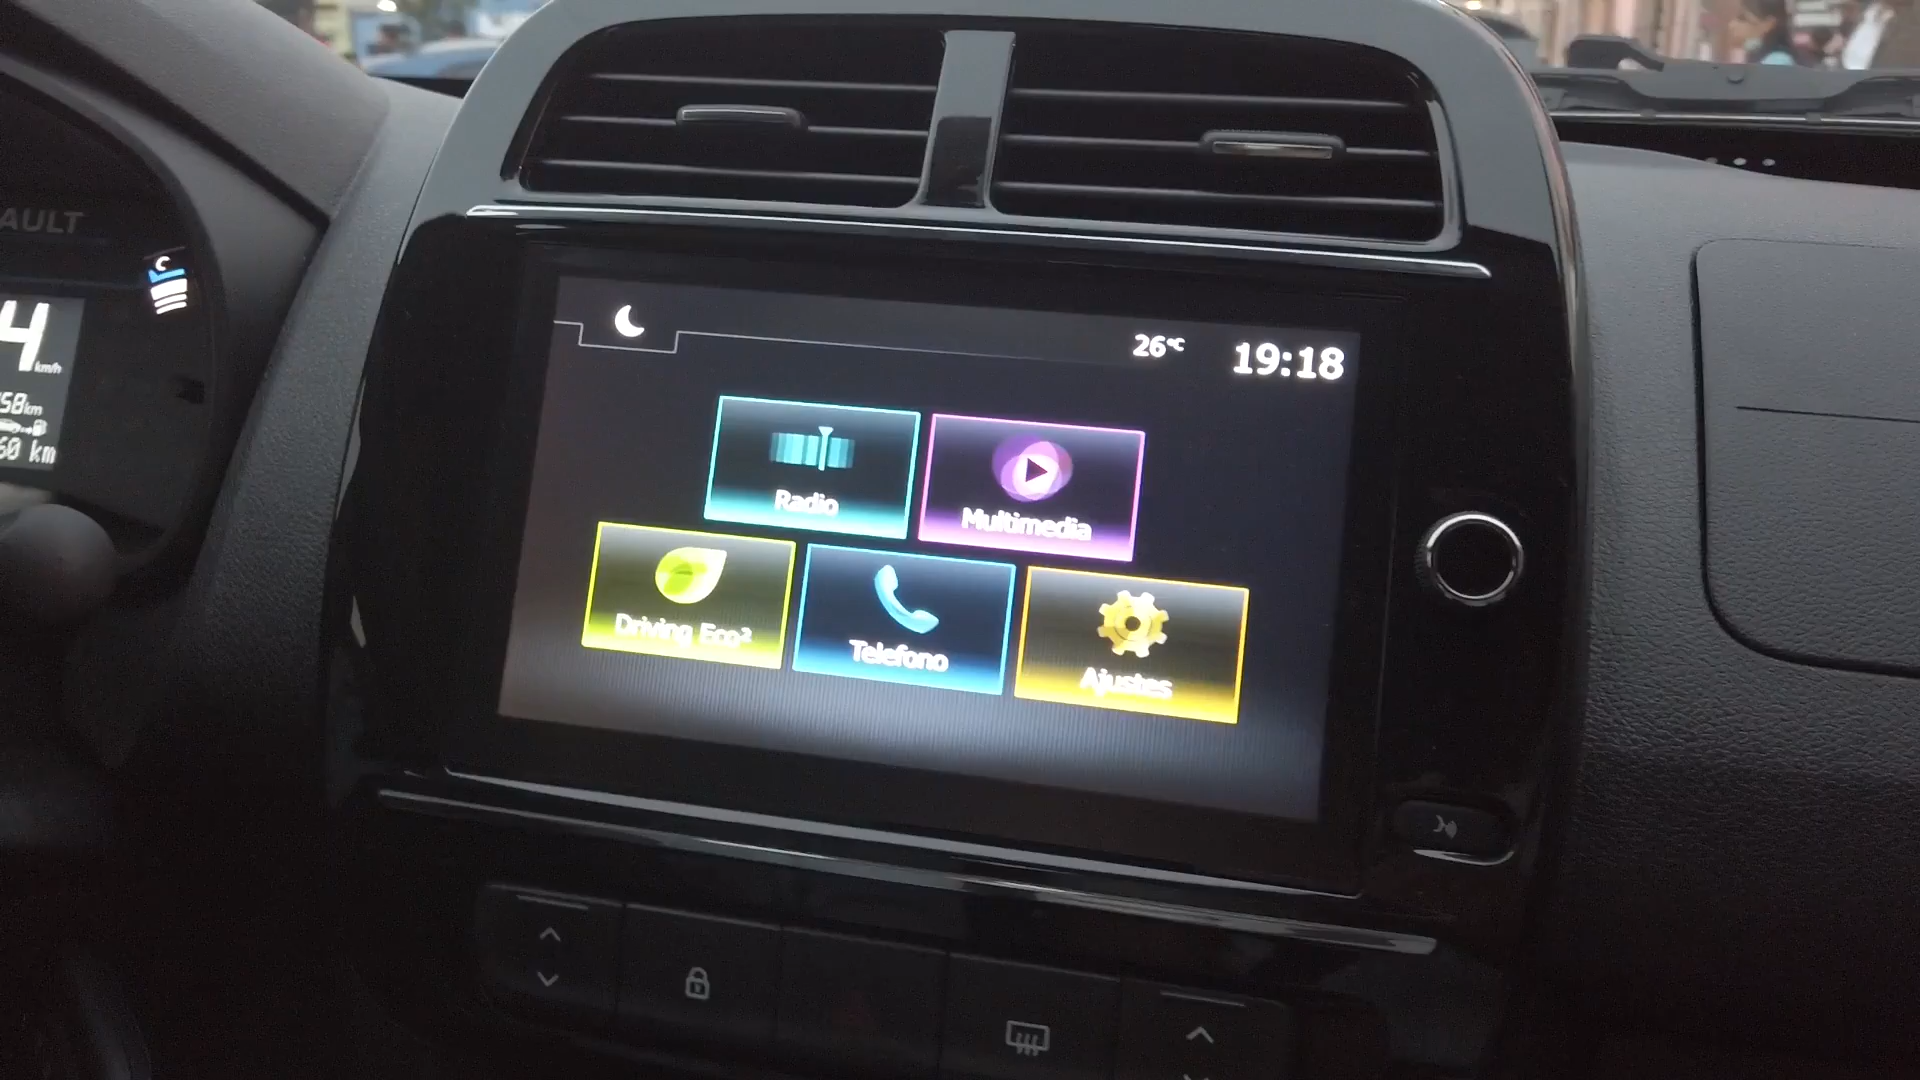 AULT
4
km/h
58km
60 km
26°C 19:18
Radio
Multimedia
Driving Eco²
Telefono
Ajustes